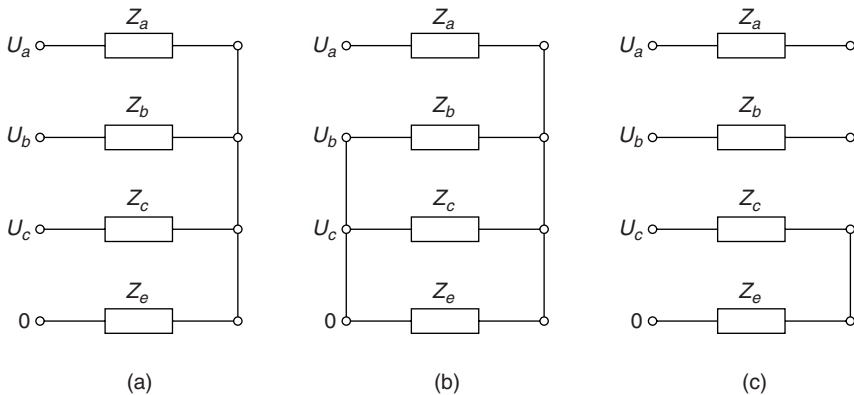 Z_a Z_a Z_a
U_a U_a U_a
Z_b Z_b Z_b
U_b U_b U_b
Z_c Z_c Z_c
U_c U_c U_c
Z_e Z_e Z_e
0 0 0
(a) (b) (c)